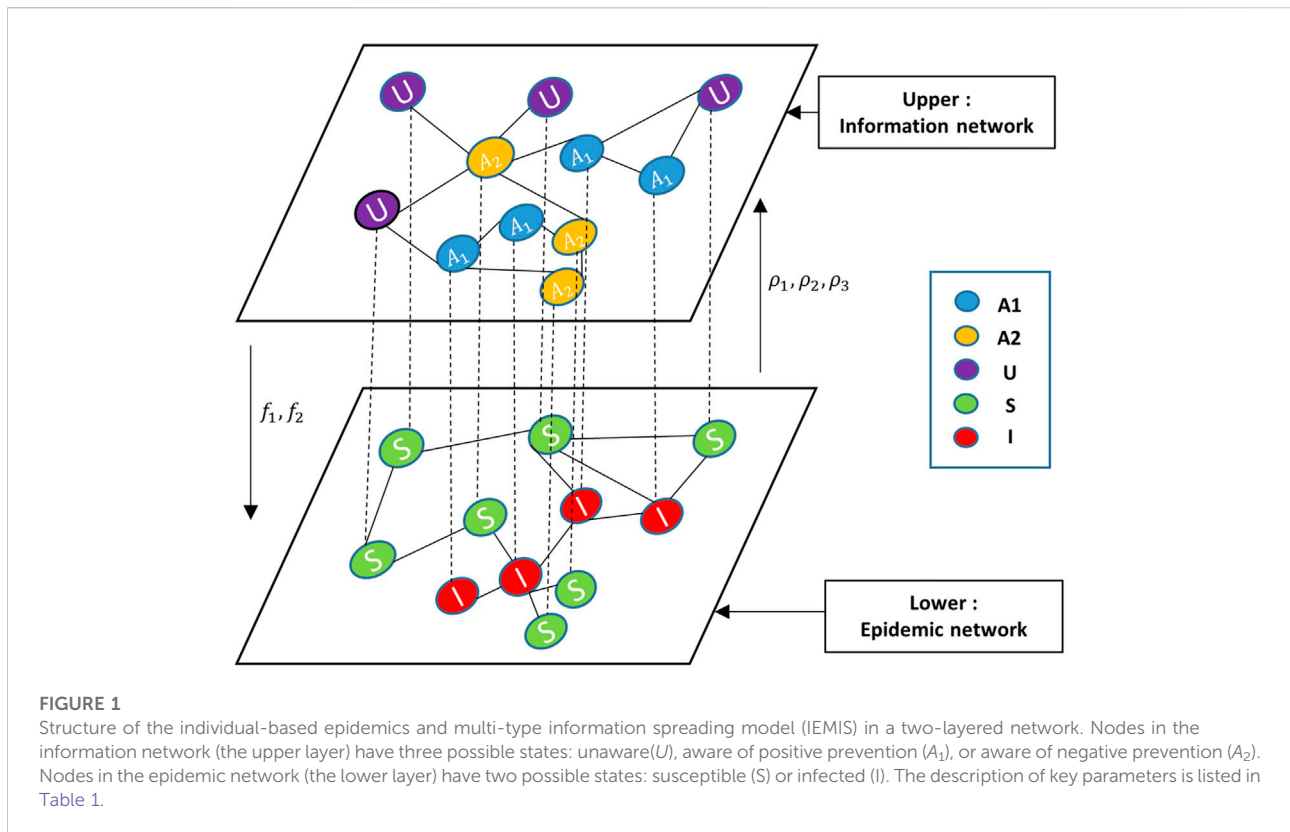 U
U
U
Upper :
Information network
A₂
A₁
A₁
U
A₁
A₁
A₂
A₂
ρ₁, ρ₂, ρ₃
A1
A2
U
S
I
f₁, f₂
S
S
S
S
I
I
S
I
I
S
S
Lower :
Epidemic network
FIGURE 1
Structure of the individual-based epidemics and multi-type information spreading model (IEMIS) in a two-layered network. Nodes in the
information network (the upper layer) have three possible states: unaware(U), aware of positive prevention (A₁), or aware of negative prevention (A₂).
Nodes in the epidemic network (the lower layer) have two possible states: susceptible (S) or infected (I). The description of key parameters is listed in
Table 1.